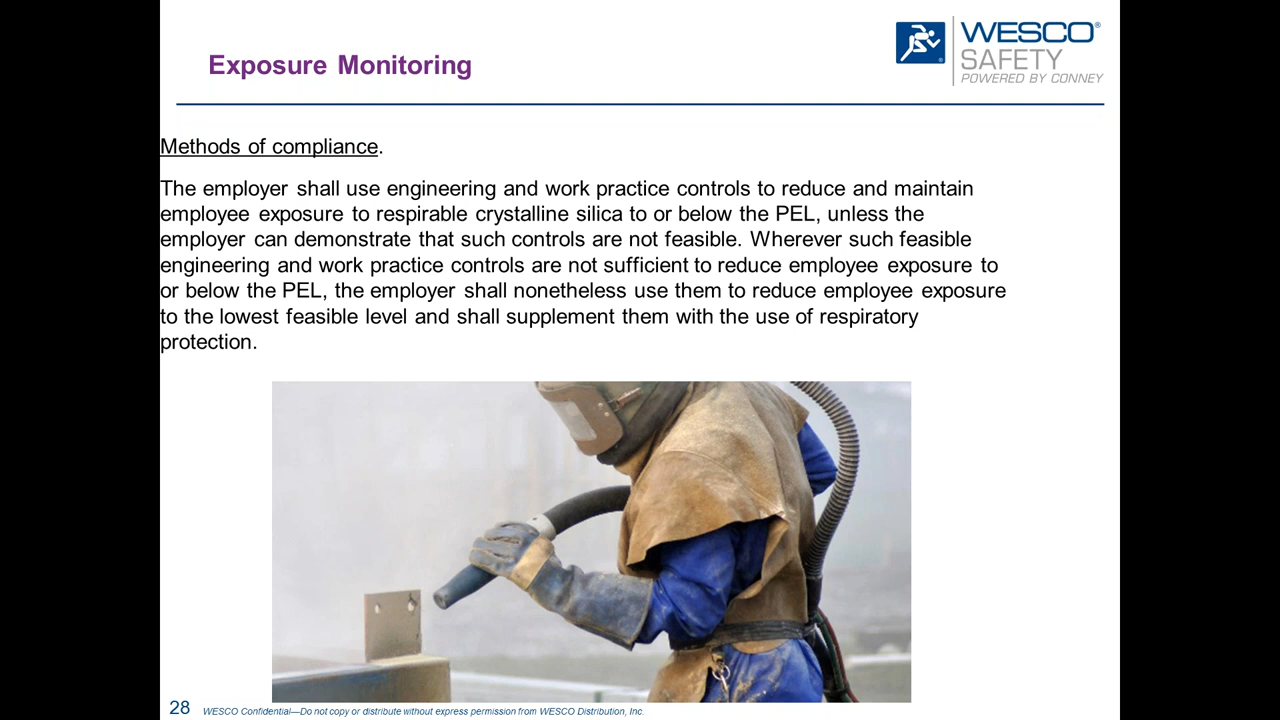 Exposure Monitoring
WESCO®
SAFETY
POWERED BY CONNEY
Methods of compliance.
The employer shall use engineering and work practice controls to reduce and maintain
employee exposure to respirable crystalline silica to or below the PEL, unless the
employer can demonstrate that such controls are not feasible. Wherever such feasible
engineering and work practice controls are not sufficient to reduce employee exposure to
or below the PEL, the employer shall nonetheless use them to reduce employee exposure
to the lowest feasible level and shall supplement them with the use of respiratory
protection.
28 WESCO Confidential—Do not copy or distribute without express permission from WESCO Distribution, Inc.